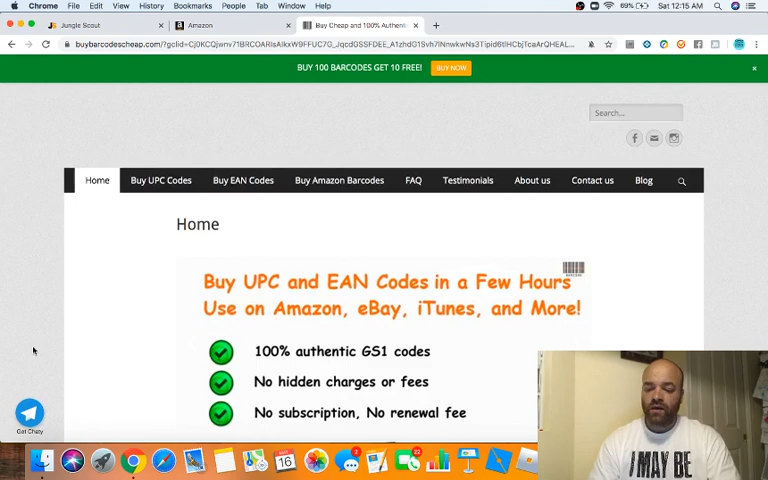 Chrome File Edit View History Bookmarks People Tab Window Help
69% Sat 12:15 AM
Jungle Scout
Amazon
Buy Cheap and 100% Authenti
BUY 100 BARCODES GET 10 FREE! BUY NOW
Search...
Home Buy UPC Codes Buy EAN Codes Buy Amazon Barcodes FAQ Testimonials About us Contact us Blog
Home
Buy UPC and EAN Codes in a Few Hours
Use on Amazon, eBay, iTunes, and More!
100% authentic GS1 codes
No hidden charges or fees
No subscription, No renewal fee
Get Chaty
I MAY BE